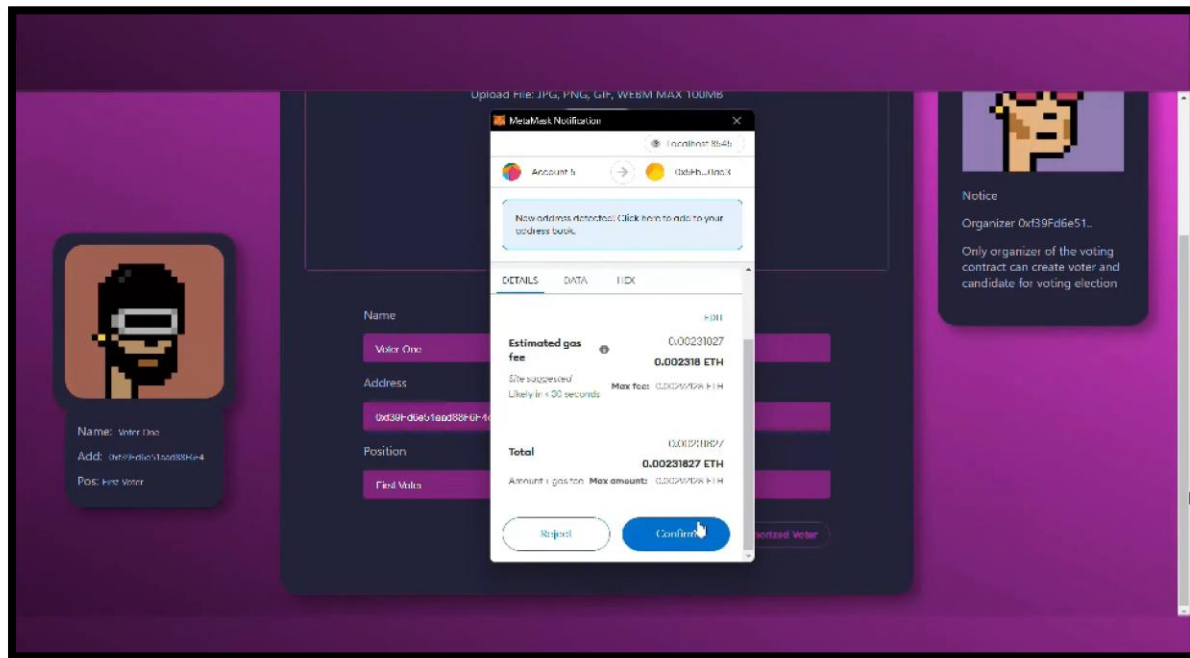 Upload File: JPG, PNG, GIF, WEBM MAX 100MB
MetaMask Notification
Localhost 8545
Account 5
New address detected! Click here to add to your
address book.
DETAILS DATA HEX
EDIT
Estimated gas
fee
0.00231827
0.002318 ETH
Site suggested
Likely in < 30 seconds
Max fee:
Total
0.00231827
0.00231827 ETH
Amount + gas fee Max amount:
Reject
Confirm
Name
Voter One
Address
Position
First Voter
orized Voter
Name: Voter One
Add:
Pos: First Voter
Notice
Organizer 0xf39Fd6e51..
Only organizer of the voting
contract can create voter and
candidate for voting election